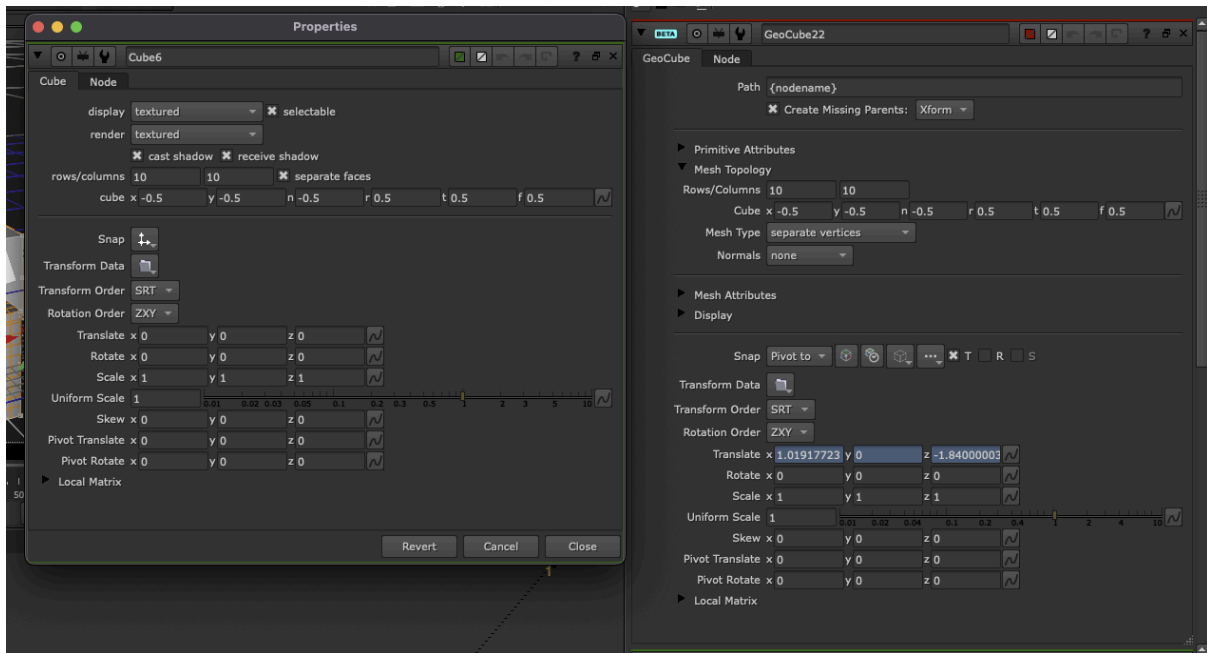 Properties
Cube6
?
Cube Node
display textured selectable
render textured
cast shadow receive shadow
rows/columns 10 10 separate faces
cube x -0.5 y -0.5 n -0.5 r 0.5 t 0.5 f 0.5
Snap
Transform Data
Transform Order SRT
Rotation Order ZXY
Translate x 0 y 0 z 0
Rotate x 0 y 0 z 0
Scale x 1 y 1 z 1
Uniform Scale 1 0.01 0.02 0.03 0.05 0.1 0.2 0.3 0.5 1 2 3 5 10
Skew x 0 y 0 z 0
Pivot Translate x 0 y 0 z 0
Pivot Rotate x 0 y 0 z 0
Local Matrix
Revert Cancel Close
50
1
BETA GeoCube22 ?
GeoCube Node
Path {nodename}
Create Missing Parents: Xform
Primitive Attributes
Mesh Topology
Rows/Columns 10 10
Cube x -0.5 y -0.5 n -0.5 r 0.5 t 0.5 f 0.5
Mesh Type separate vertices
Normals none
Mesh Attributes
Display
Snap Pivot to T R S
Transform Data
Transform Order SRT
Rotation Order ZXY
Translate x 1.01917723 y 0 z -1.84000003
Rotate x 0 y 0 z 0
Scale x 1 y 1 z 1
Uniform Scale 1 0.01 0.02 0.04 0.1 0.2 0.4 1 2 4 10
Skew x 0 y 0 z 0
Pivot Translate x 0 y 0 z 0
Pivot Rotate x 0 y 0 z 0
Local Matrix